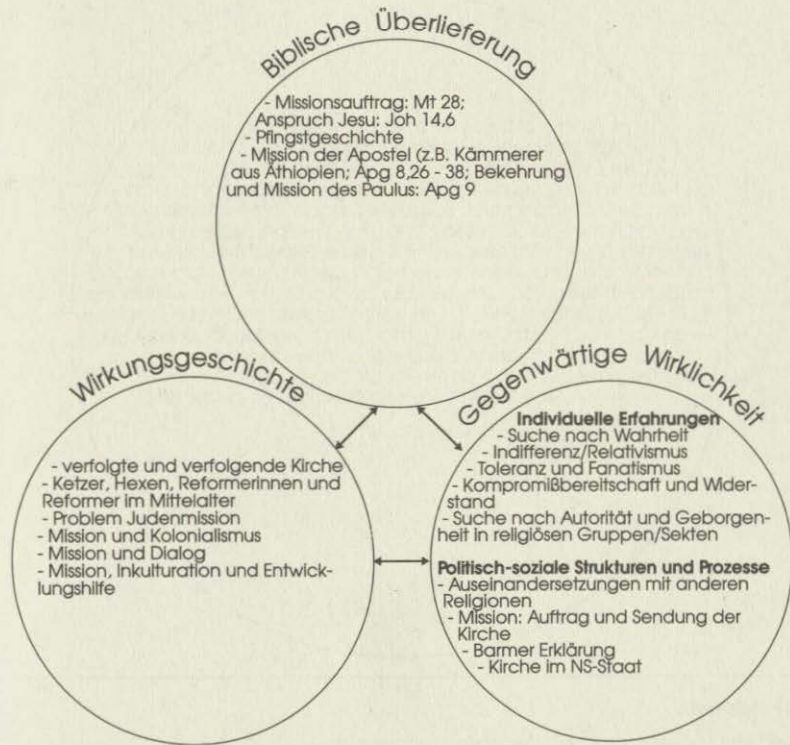 Biblische Überlieferung
- Missionsauftrag: Mt 28;
Anspruch Jesu: Joh 14,6
- Pfingstgeschichte
- Mission der Apostel (z.B. Kämmerer
aus Äthiopien; Apg 8,26 - 38; Bekehrung
und Mission des Paulus: Apg 9
Wirkungsgeschichte
- verfolgte und verfolgende Kirche
- Ketzer, Hexen, Reformerinnen und
Reformer im Mittelalter
- Problem Judenmission
- Mission und Kolonialismus
- Mission und Dialog
- Mission, Inkulturation und Entwick-
lungshilfe
Gegenwärtige Wirklichkeit
Individuelle Erfahrungen
- Suche nach Wahrheit
- Indifferenz/Relativismus
- Toleranz und Fanatismus
- Kompromißbereitschaft und Wider-
stand
- Suche nach Autorität und Geborgen-
heit in religiösen Gruppen/Sekten
Politisch-soziale Strukturen und Prozesse
- Auseinandersetzungen mit anderen
Religionen
- Mission: Auftrag und Sendung der
Kirche
- Barmer Erklärung
- Kirche im NS-Staat